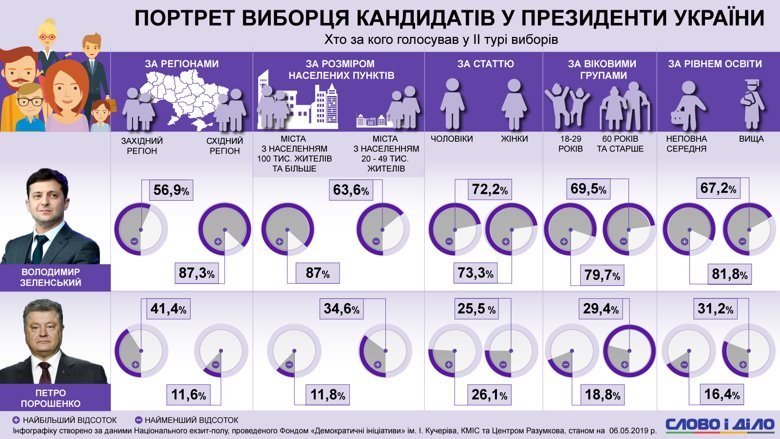 ПОРТРЕТ ВИБОРЦЯ КАНДИДАТІВ У ПРЕЗИДЕНТИ УКРАЇНИ
Хто за кого голосував у ІІ турі виборів
ЗА РЕГІОНАМИ
ЗАХІДНИЙ
РЕГІОН
СХІДНИЙ
РЕГІОН
ЗА РОЗМІРОМ
НАСЕЛЕНИХ ПУНКТІВ
МІСТА
З НАСЕЛЕННЯМ
100 ТИС. ЖИТЕЛІВ
ТА БІЛЬШЕ
МІСТА
З НАСЕЛЕННЯМ
20 - 49 ТИС.
ЖИТЕЛІВ
ЗА СТАТТЮ
ЧОЛОВІКИ
ЖІНКИ
ЗА ВІКОВИМИ
ГРУПАМИ
18-29
РОКІВ
60 РОКІВ
ТА СТАРШЕ
ЗА РІВНЕМ ОСВІТИ
НЕПОВНА
СЕРЕДНЯ
ВИЩА
ВОЛОДИМИР
ЗЕЛЕНСЬКИЙ
56,9%
87,3%
63,6%
87%
72,2%
73,3%
69,5%
79,7%
67,2%
81,8%
ПЕТРО
ПОРОШЕНКО
41,4%
11,6%
34,6%
11,8%
25,5%
26,1%
29,4%
18,8%
31,2%
16,4%
НАЙБІЛЬШИЙ ВІДСОТОК
НАЙМЕНШИЙ ВІДСОТОК
Інфографіку створено за даними Національного екзит-полу, проведеного Фондом «Демократичні ініціативи» ім. І. Кучеріва, КМІС та Центром Разумкова, станом на 06.05.2019 р.
СЛОВО і ДІЛО